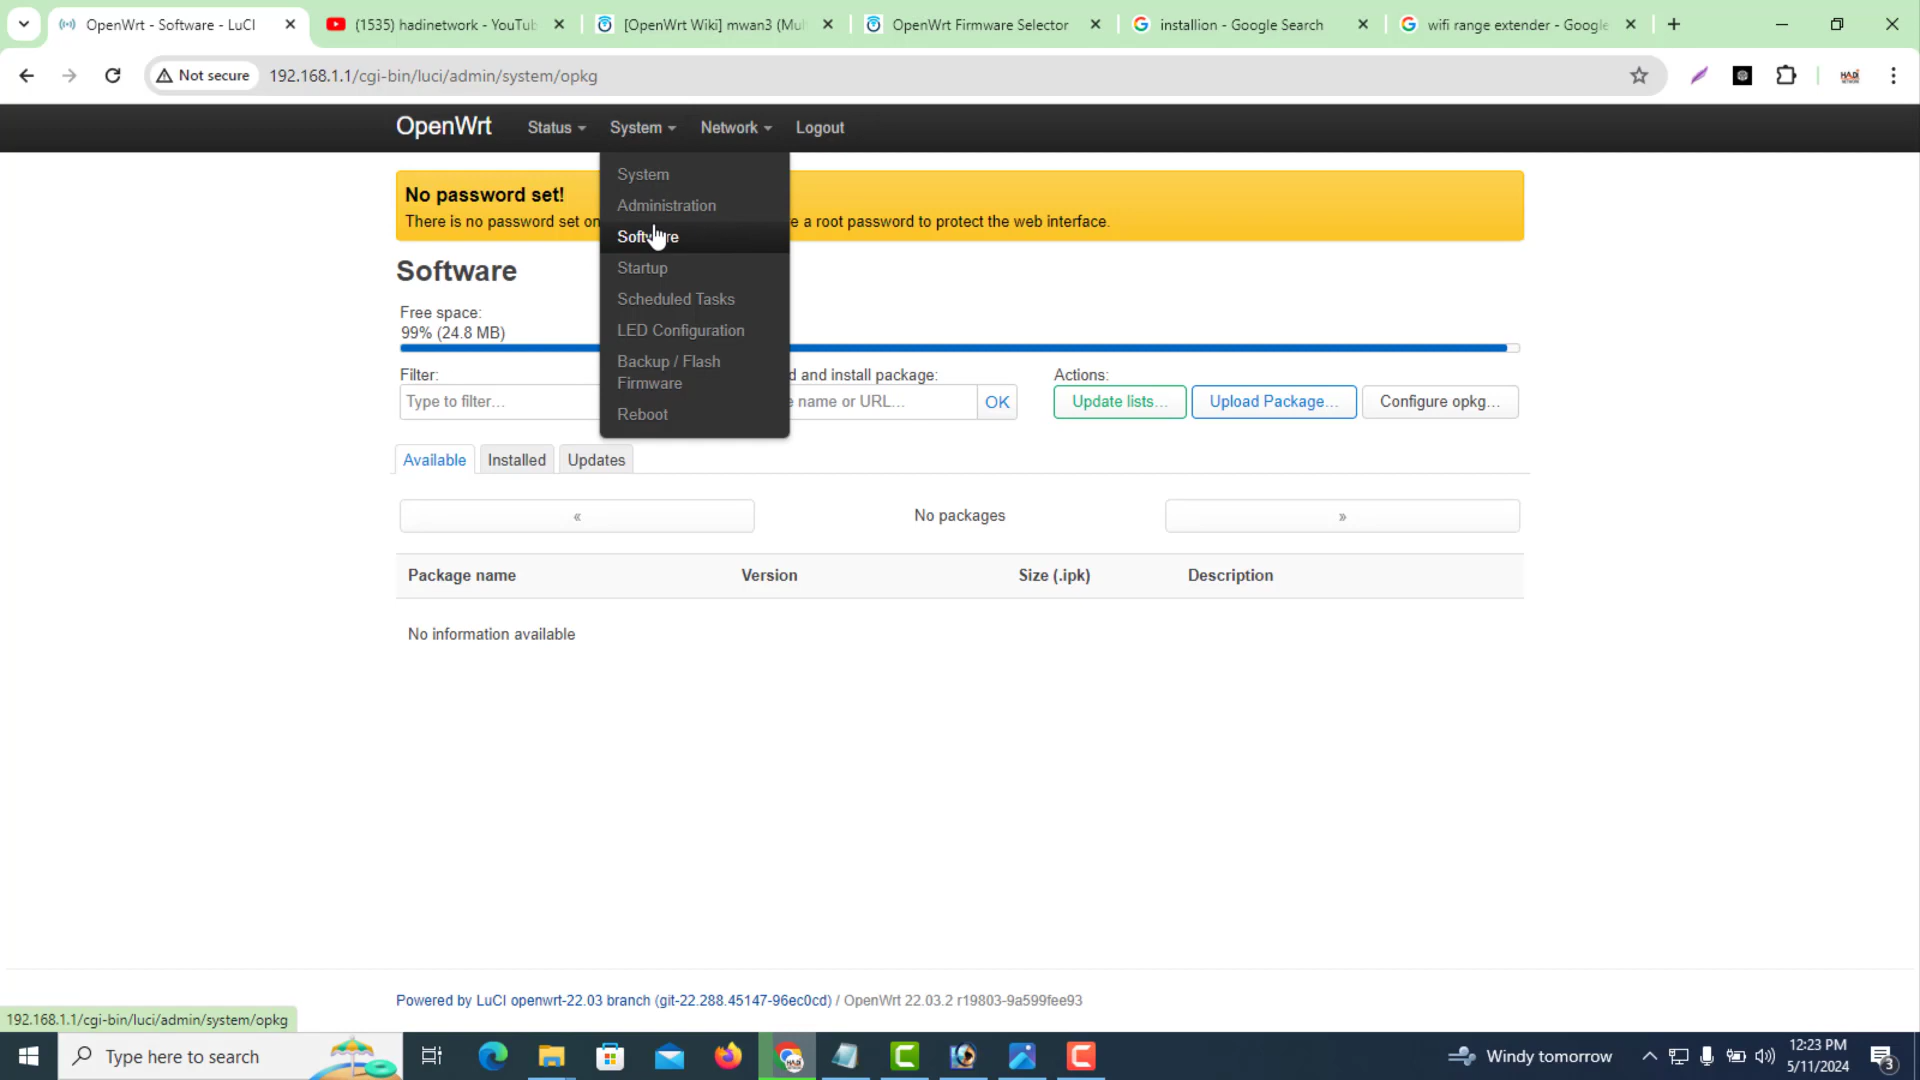 OpenWrt - Software - LuCI
(1535) hadinetwork - YouTub
[OpenWrt Wiki] mwan3 (Mul
OpenWrt Firmware Selector
installion - Google Search
wifi range extender - Google
Not secure
192.168.1.1/cgi-bin/luci/admin/system/opkg
OpenWrt
Status
System
Network
Logout
System
Administration
Software
Startup
Scheduled Tasks
LED Configuration
Backup / Flash
Firmware
Reboot
No password set!
There is no password set on e a root password to protect the web interface.
Software
Free space:
99% (24.8 MB)
Filter:
d and install package:
Actions:
Type to filter...
e name or URL...
OK
Update lists...
Upload Package...
Configure opkg...
Available
Installed
Updates
«
No packages
»
Package name
Version
Size (.ipk)
Description
No information available
Powered by LuCI openwrt-22.03 branch (git-22.288.45147-96ec0cd) / OpenWrt 22.03.2 r19803-9a599fee93
192.168.1.1/cgi-bin/luci/admin/system/opkg
Type here to search
Windy tomorrow
12:23 PM
5/11/2024
3